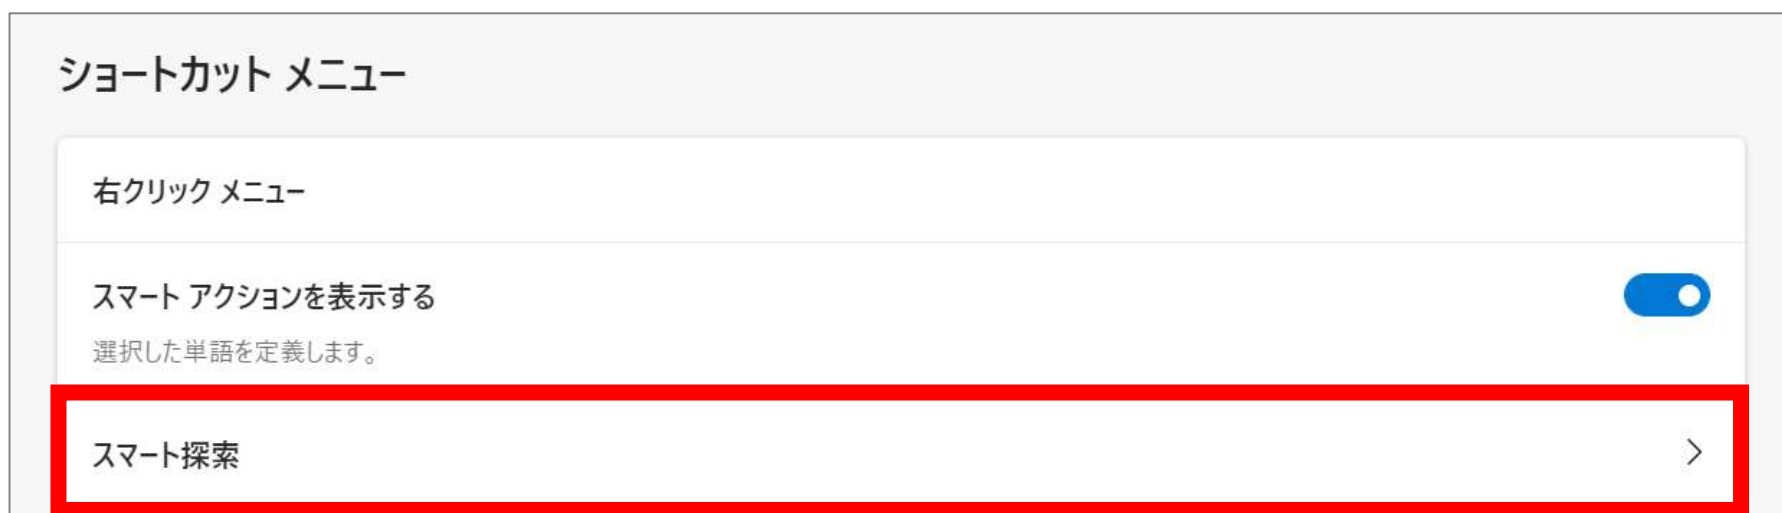 ショートカット メニュー
右クリック メニュー
スマート アクションを表示する
選択した単語を定義します。
スマート探索